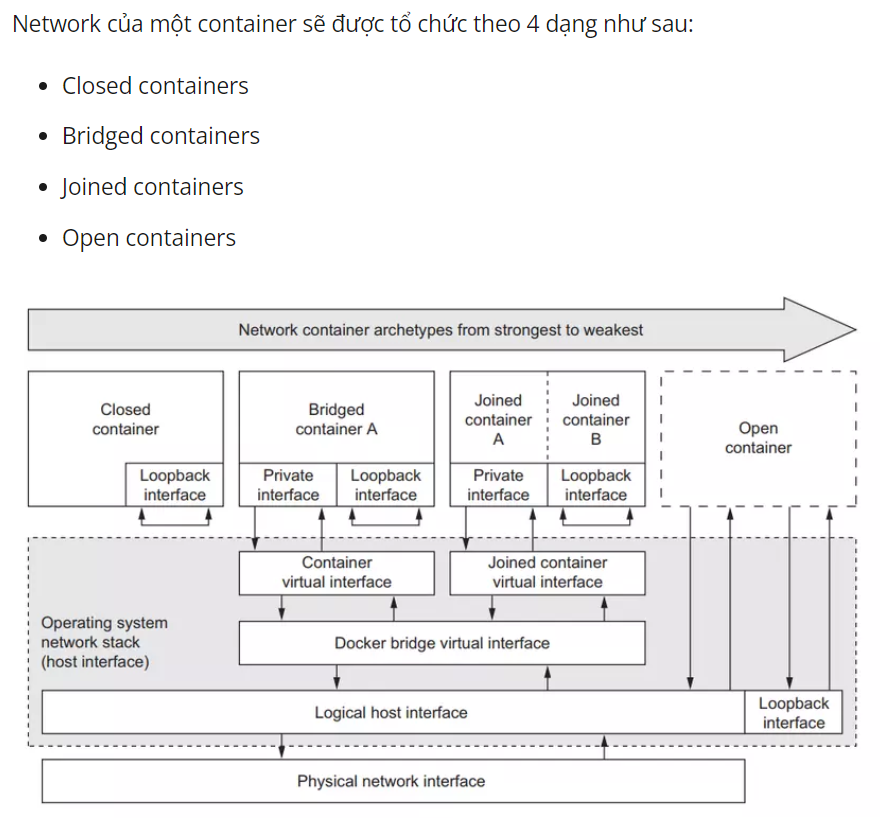 Network của một container sẽ được tổ chức theo 4 dạng như sau:
Closed containers
Bridged containers
Joined containers
Open containers
Network container archetypes from strongest to weakest
Closed
container
Loopback
interface
Bridged
container A
Private
interface
Loopback
interface
Joined
container
A
Joined
container
B
Private
interface
Loopback
interface
Open
container
Container
virtual interface
Joined container
virtual interface
Operating system
network stack
(host interface)
Docker bridge virtual interface
Logical host interface
Loopback
interface
Physical network interface